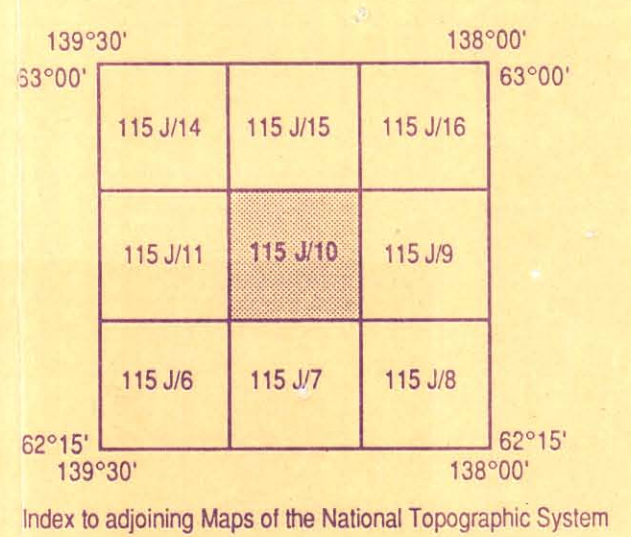 139°30' 138°00'
63°00' 63°00'
115 J/14 115 J/15 115 J/16
115 J/11 115 J/10 115 J/9
115 J/6 115 J/7 115 J/8
62°15' 62°15'
139°30' 138°00'
Index to adjoining Maps of the National Topographic System